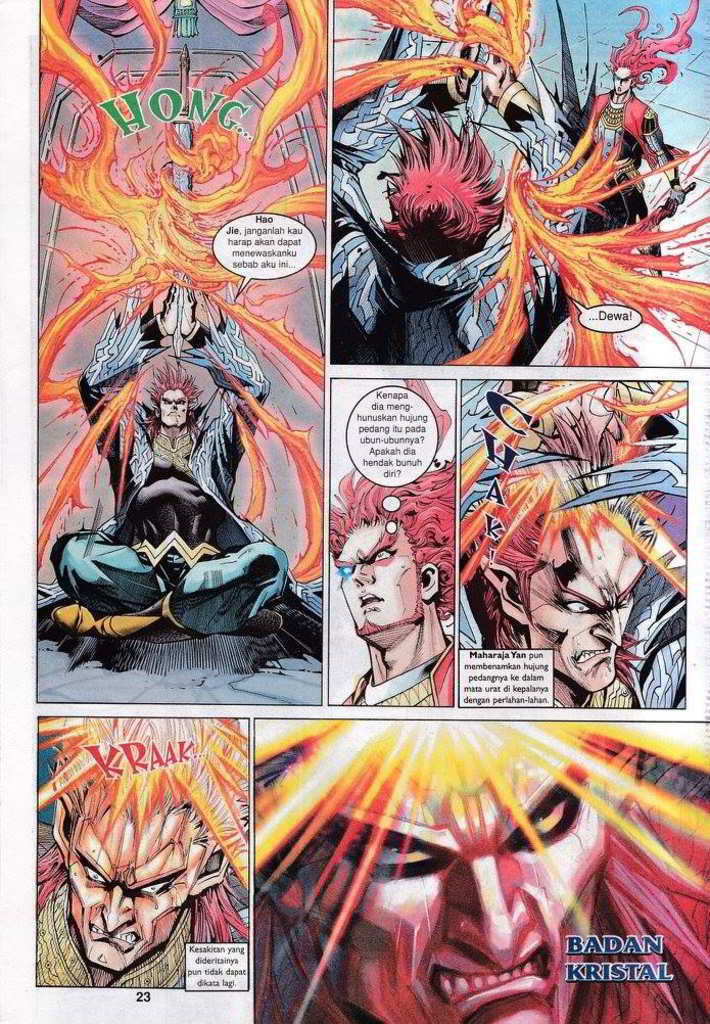 HONG...
Hao
Jie, janganlah kau
harap akan dapat
menewaskanku
sebab aku ini...
...Dewa!
Kenapa
dia meng-
hunuskan hujung
pedang itu pada
ubun-ubunnya?
Apakah dia
hendak bunuh
diri?
CHAK!
Maharaja Yan pun
membenamkan hujung
pedangnya ke dalam
mata urat di kepalanya
dengan perlahan-lahan.
KRAAK...
Kesakitan yang
dideritainya
pun tidak dapat
dikata lagi.
BADAN
KRISTAL
23